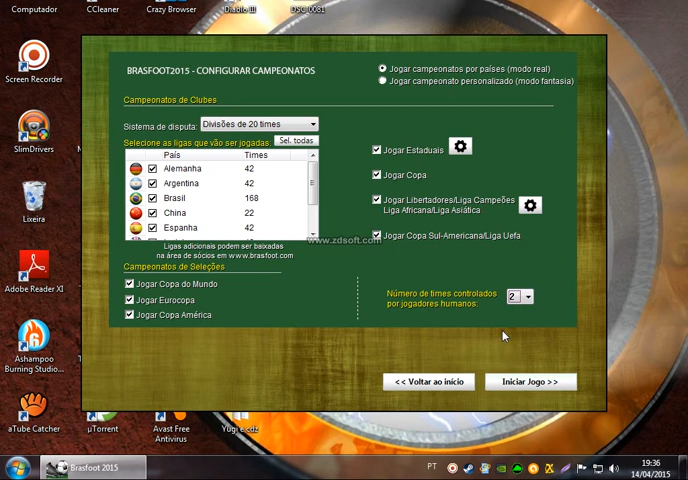 Computador
CCleaner
Crazy Browser
Diablo III
DSC_0081
Screen Recorder
SlimDrivers
Lixeira
Adobe Reader XI
Ashampoo
Burning Studio...
aTube Catcher
µTorrent
Avast Free
Antivirus
Yugi e.cdz
BRASFOOT2015 - CONFIGURAR CAMPEONATOS
Jogar campeonatos por países (modo real)
Jogar campeonato personalizado (modo fantasia)
Campeonatos de Clubes
Sistema de disputa: Divisões de 20 times
Selecione as ligas que vão ser jogadas: Sel. todas
País Times
Alemanha 42
Argentina 42
Brasil 168
China 22
Espanha 42
Ligas adicionais podem ser baixadas
na área de sócios em www.brasfoot.com
Jogar Estaduais
Jogar Copa
Jogar Libertadores/Liga Campeões
Liga Africana/Liga Asiática
Jogar Copa Sul-Americana/Liga Uefa
www.zdsoft.com
Campeonatos de Seleções
Jogar Copa do Mundo
Jogar Eurocopa
Jogar Copa América
Número de times controlados
por jogadores humanos: 2
<< Voltar ao início
Iniciar Jogo >>
Brasfoot 2015
PT
19:36
14/04/2015